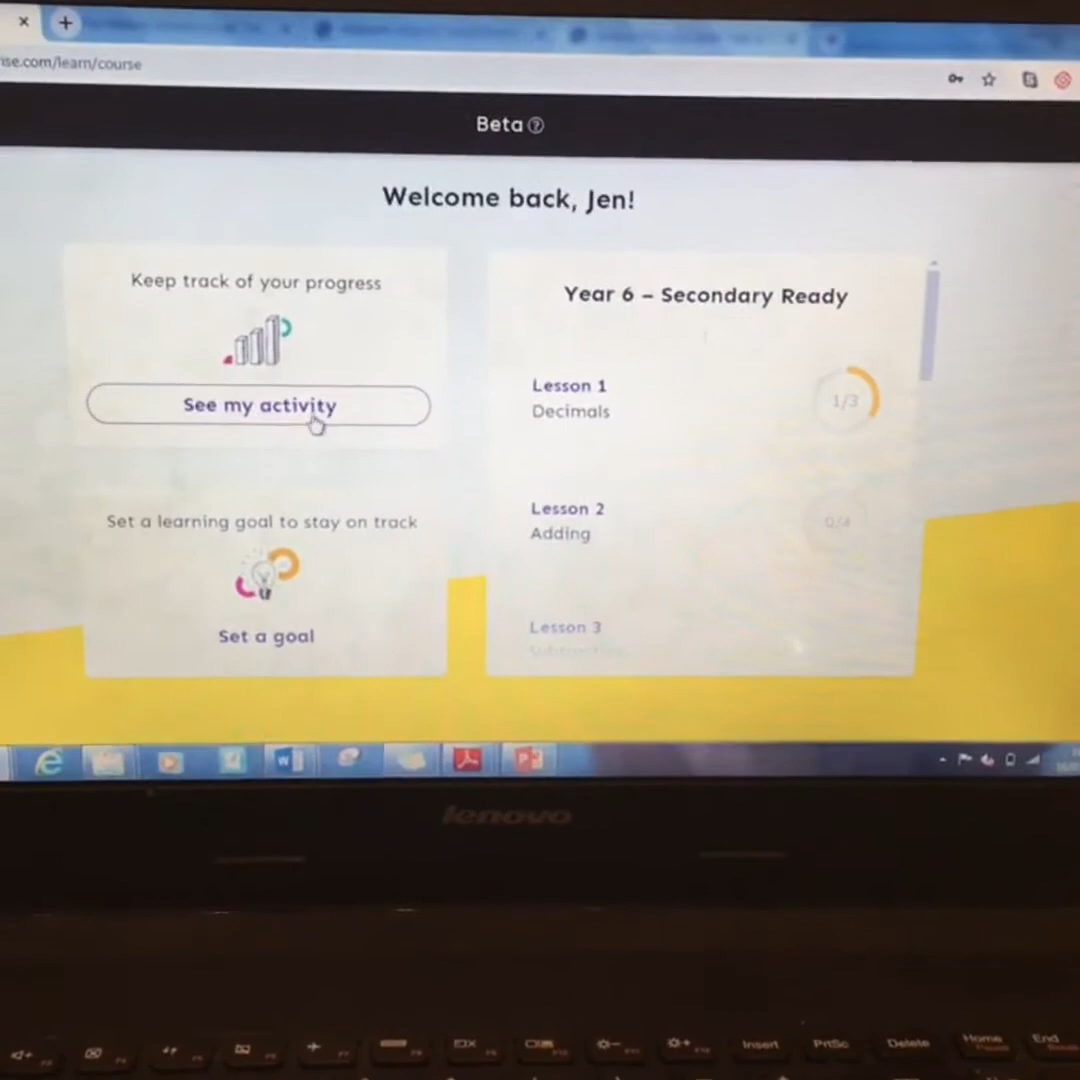 ise.com/learn/course
Beta
Welcome back, Jen!
Keep track of your progress
See my activity
Set a learning goal to stay on track
Set a goal
Year 6 – Secondary Ready
Lesson 1
Decimals
1/3
Lesson 2
Adding
0/4
Lesson 3
lenovo
Insert
PrtSc
Delete
Home
End